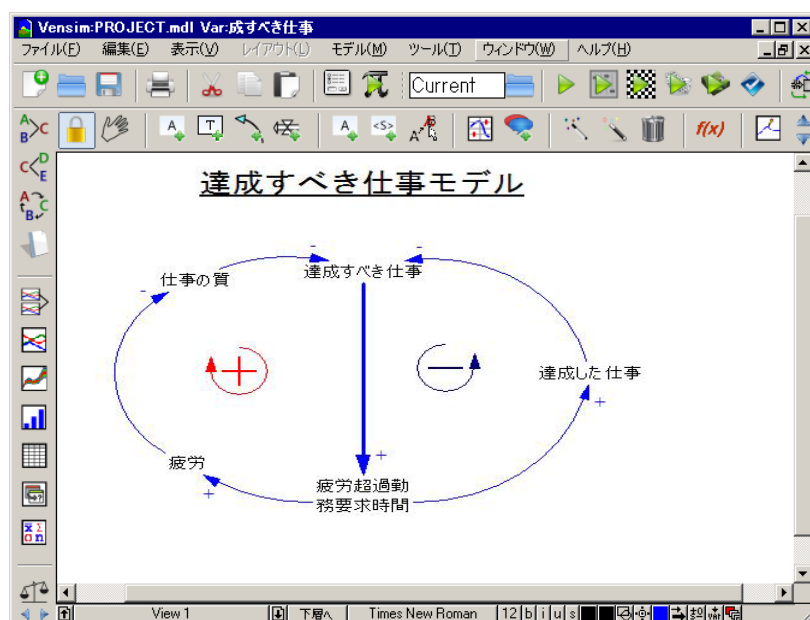 Vensim:PROJECT.mdl Var:成すべき仕事
ファイル(F) 編集(E) 表示(V) レイアウト(L) モデル(M) ツール(T) ウィンドウ(W) ヘルプ(H)
Current
f(x)
達成すべき仕事モデル
- -
仕事の質 達成すべき仕事
-
達成した仕事
+
+
疲労
+
疲労超過勤
務要求時間
View 1 下層へ Times New Roman 12 b i u s